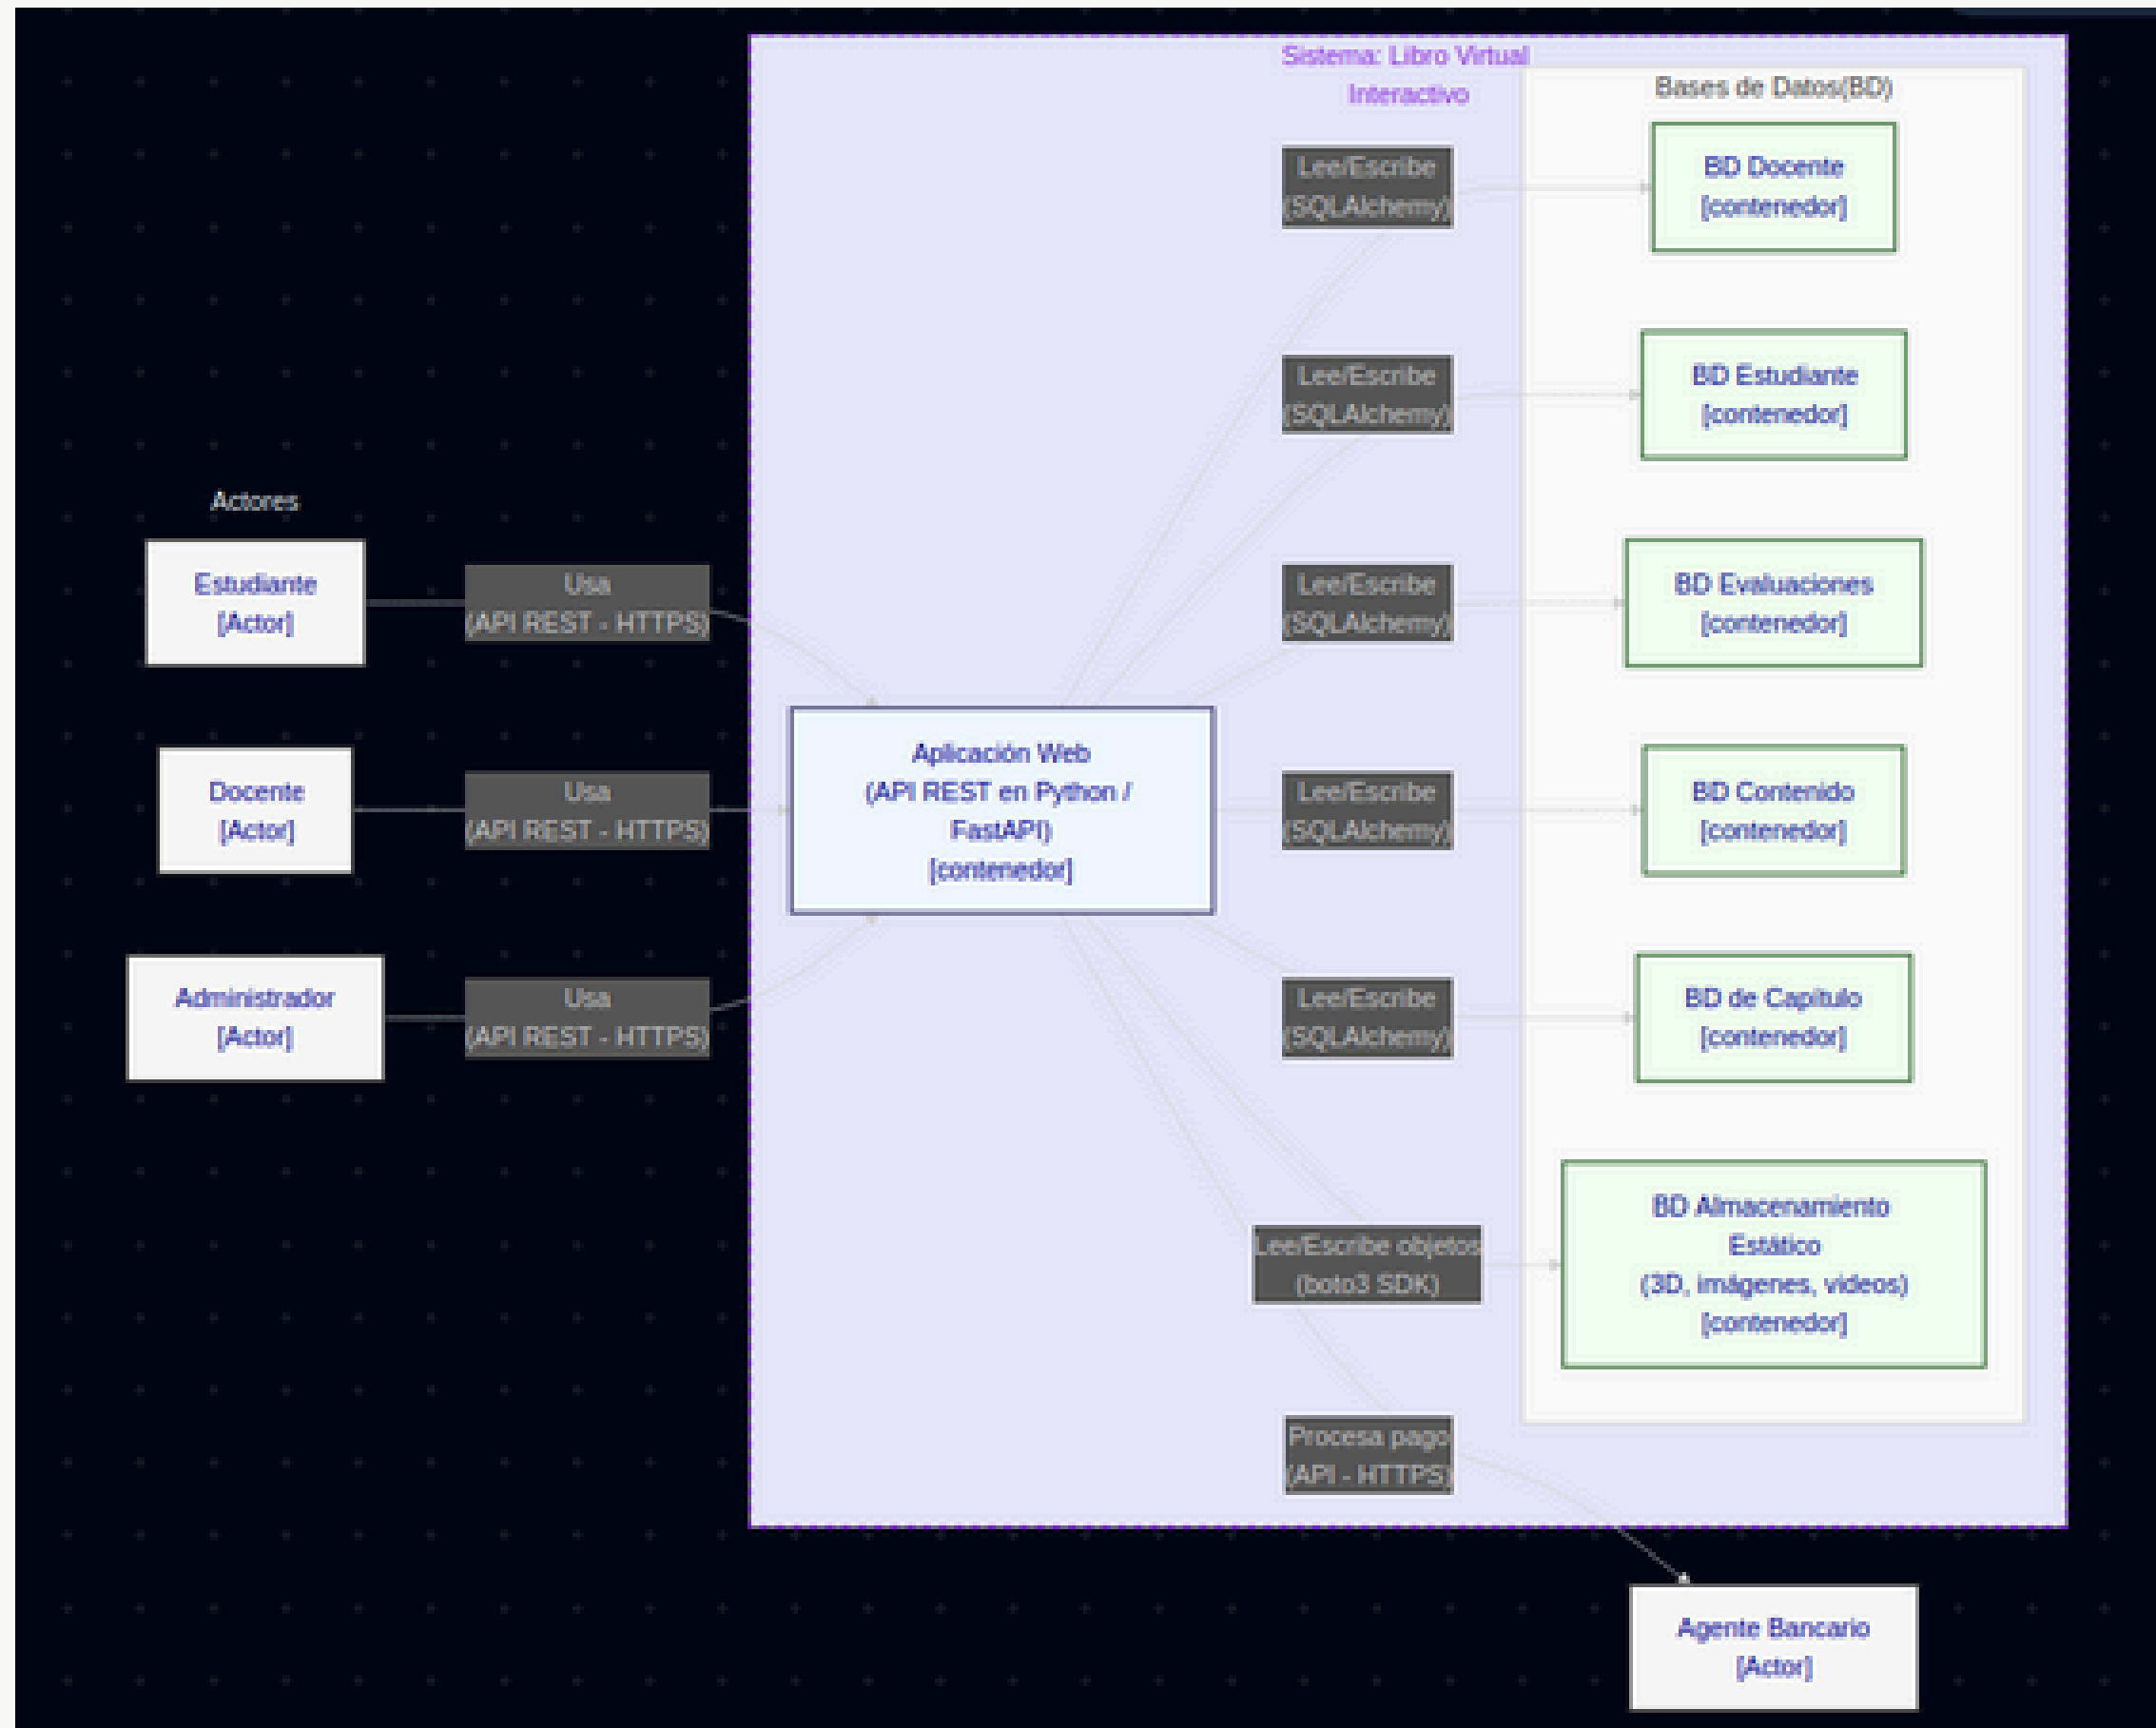 Sistema: Libro Virtual
Interactivo
Bases de Datos(BD)
Lee/Escribe
(SQLAlchemy)
BD Docente
[contenedor]
Lee/Escribe
(SQLAlchemy)
BD Estudiante
[contenedor]
Actores
Estudiante
[Actor]
Usa
(API REST - HTTPS)
Lee/Escribe
(SQLAlchemy)
BD Evaluaciones
[contenedor]
Docente
[Actor]
Usa
(API REST - HTTPS)
Aplicación Web
(API REST en Python /
FastAPI)
[contenedor]
Lee/Escribe
(SQLAlchemy)
BD Contenido
[contenedor]
Administrador
[Actor]
Usa
(API REST - HTTPS)
Lee/Escribe
(SQLAlchemy)
BD de Capítulo
[contenedor]
Lee/Escribe objetos
(boto3 SDK)
BD Almacenamiento
Estático
(3D, imágenes, videos)
[contenedor]
Procesa pago
(API - HTTPS)
Agente Bancario
[Actor]